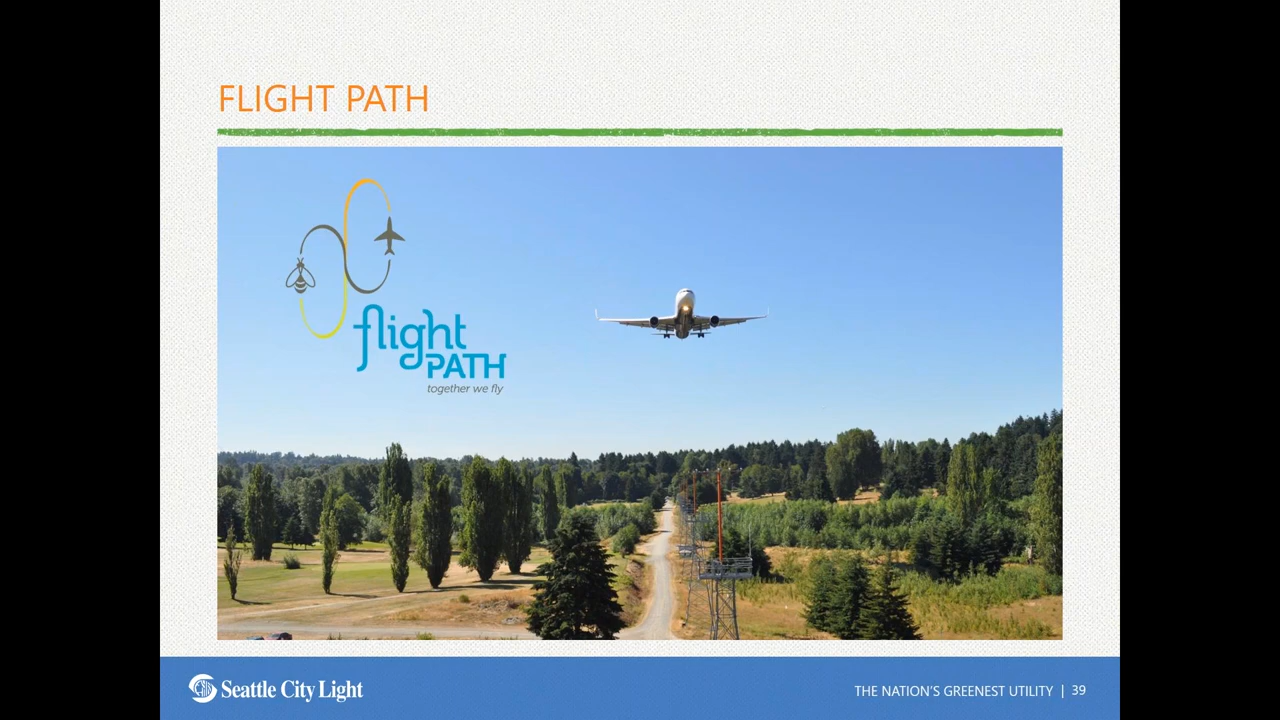 FLIGHT PATH
flight
PATH
together we fly
Seattle City Light
THE NATION’S GREENEST UTILITY | 39